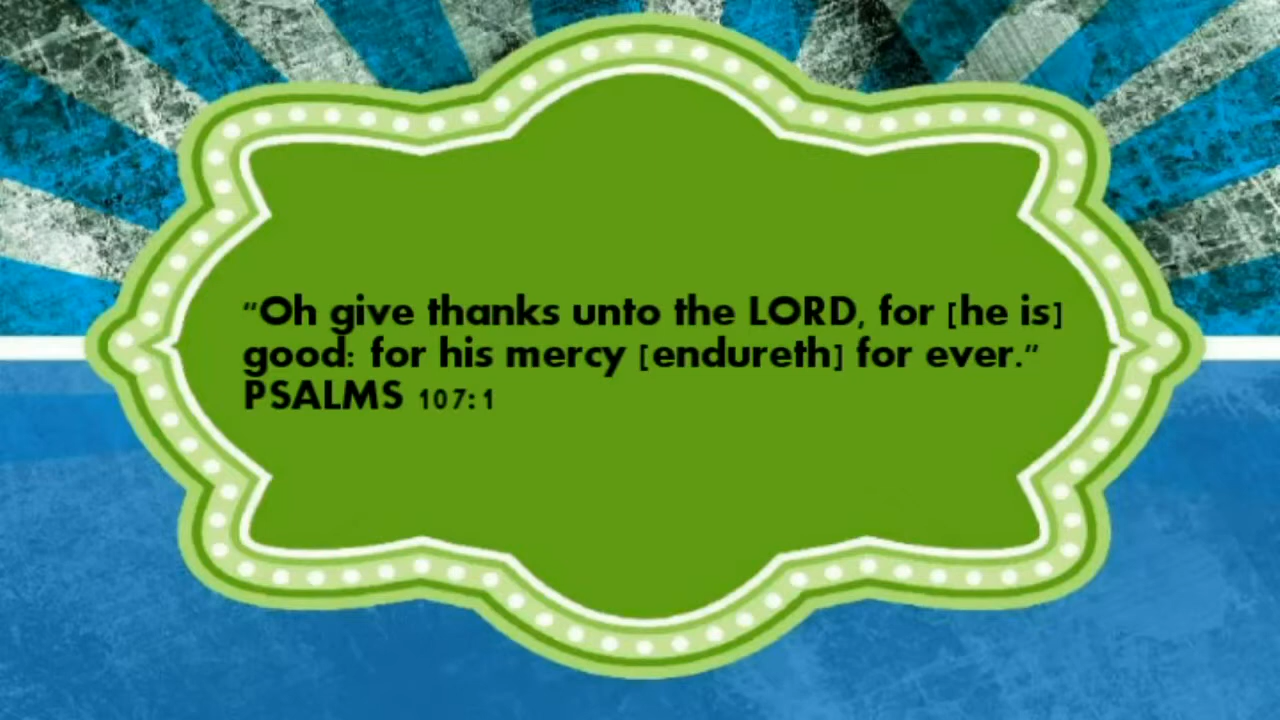 “Oh give thanks unto the LORD, for [he is]
good: for his mercy [endureth] for ever.”
PSALMS 107:1